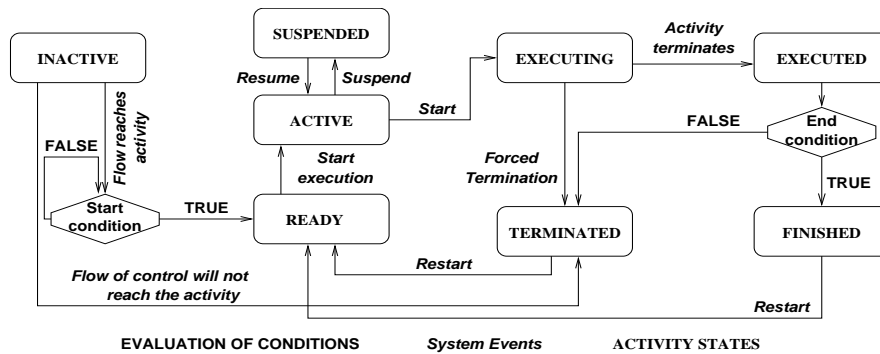 SUSPENDED
INACTIVE
EXECUTING
Activity
terminates
EXECUTED
Resume
Suspend
Flow reaches
activity
ACTIVE
Start
FALSE
FALSE
End
condition
Start
execution
Forced
Termination
Start
condition
TRUE
READY
TRUE
TERMINATED
FINISHED
Flow of control will not
reach the activity
Restart
Restart
EVALUATION OF CONDITIONS
System Events
ACTIVITY STATES